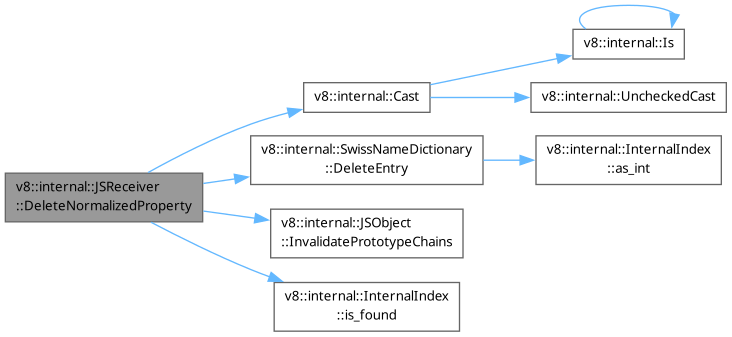 v8::internal::JSReceiver
::DeleteNormalizedProperty
v8::internal::Cast
v8::internal::Is
v8::internal::UncheckedCast
v8::internal::SwissNameDictionary
::DeleteEntry
v8::internal::InternalIndex
::as_int
v8::internal::JSObject
::InvalidatePrototypeChains
v8::internal::InternalIndex
::is_found